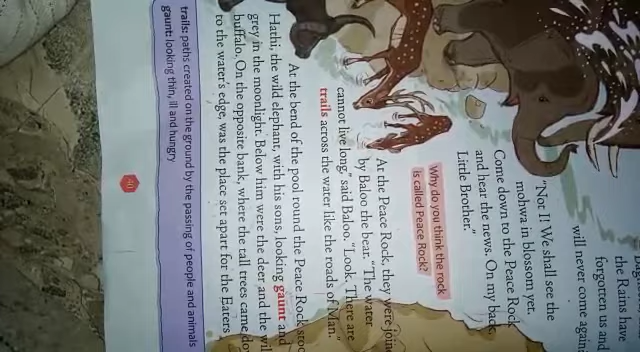 the Rains have
forgotten us and
will never come again
"Not I! We shall see the
mohwa in blossom yet.
Come down to the Peace Rock
and hear the news. On my back,
Little Brother."
Why do you think the rock
is called Peace Rock?
At the Peace Rock, they were
by Baloo the bear. "The water
cannot live long," said Baloo. "Look. There are
trails across the water like the roads of Man."
At the bend of the pool round the Peace Rock
Hathi, the wild elephant, with his sons, looking gaunt and
grey in the moonlight. Below him were the deer and the
buffalo. On the opposite bank, where the tall trees came
to the water's edge, was the place set apart for the Eaters
trails: paths created on the ground by the passing of people and animals
gaunt: looking thin, ill and hungry